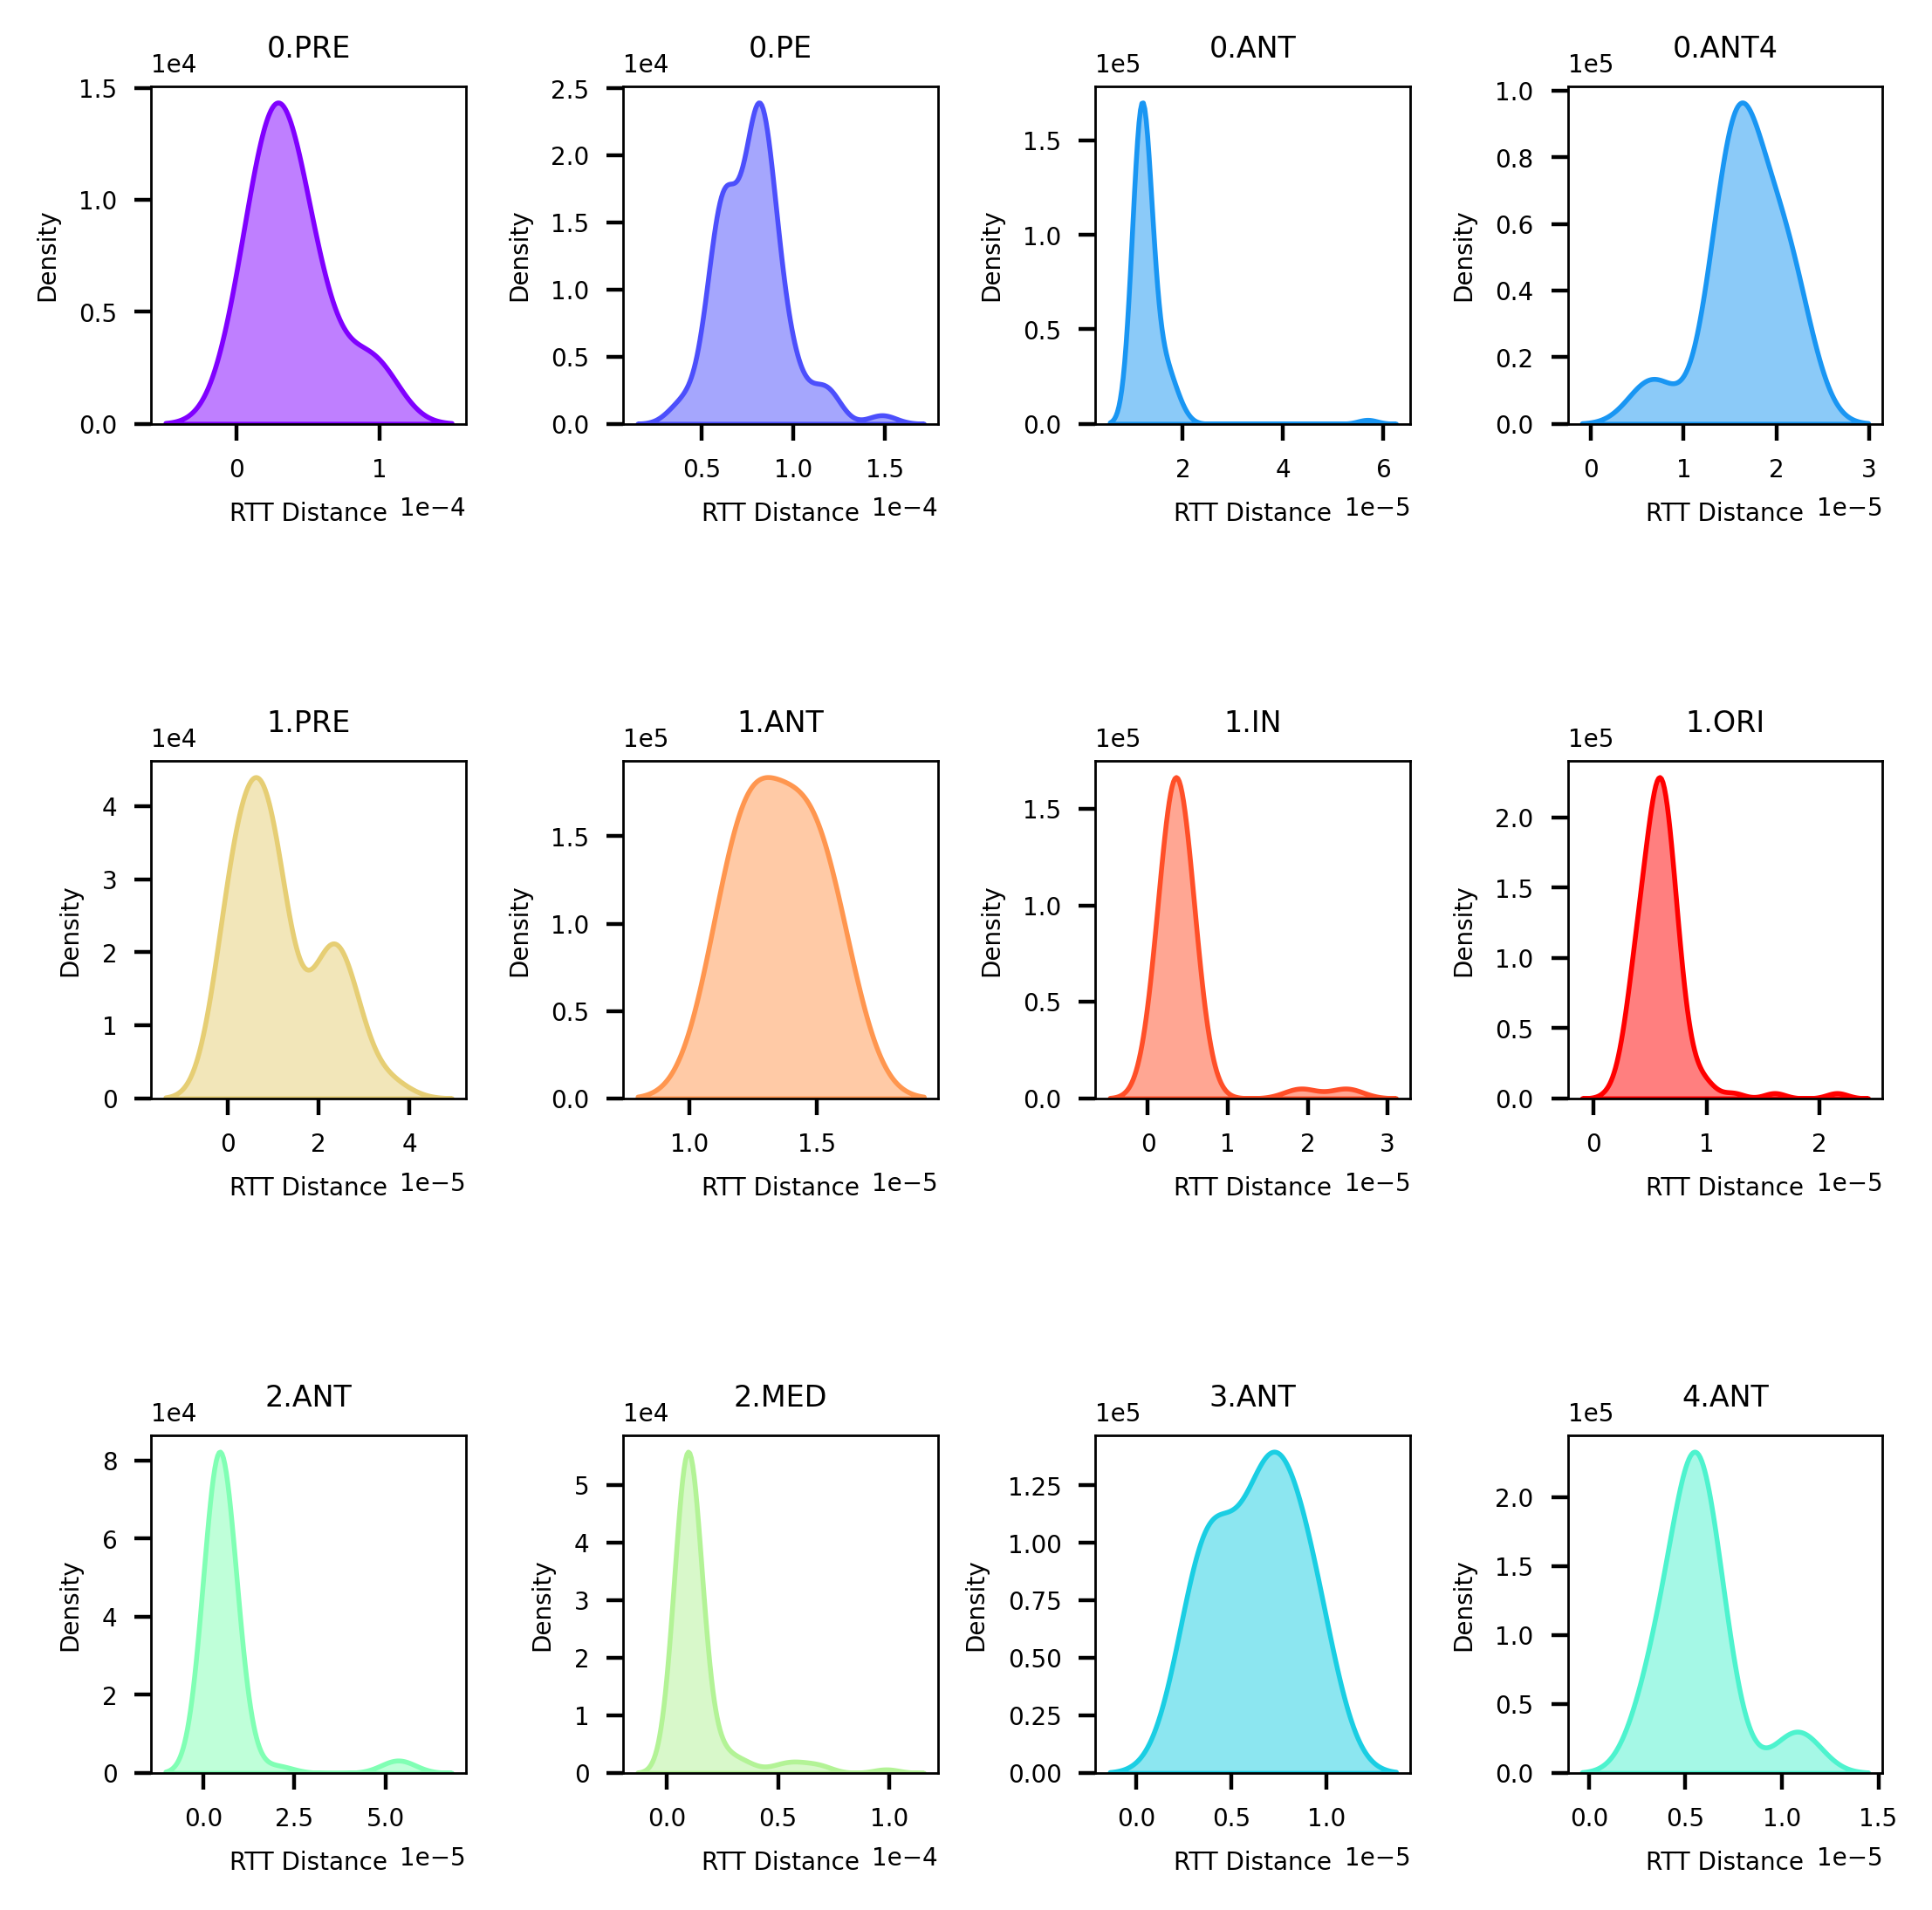 0.PRE 0.PE 0.ANT 0.ANT4
1e4 1e4 1e5 1e5
Density
1.5
1.0
0.5
0.0
0 1
RTT Distance 1e−4
Density
2.5
2.0
1.5
1.0
0.5
0.0
0.5 1.0 1.5
RTT Distance 1e−4
Density
1.5
1.0
0.5
0.0
2 4 6
RTT Distance 1e−5
Density
1.0
0.8
0.6
0.4
0.2
0.0
0 1 2 3
RTT Distance 1e−5
1.PRE 1.ANT 1.IN 1.ORI
1e4 1e5 1e5 1e5
Density
4
3
2
1
0
0 2 4
RTT Distance 1e−5
Density
1.5
1.0
0.5
0.0
1.0 1.5
RTT Distance 1e−5
Density
1.5
1.0
0.5
0.0
0 1 2 3
RTT Distance 1e−5
Density
2.0
1.5
1.0
0.5
0.0
0 1 2
RTT Distance 1e−5
2.ANT 2.MED 3.ANT 4.ANT
1e4 1e4 1e5 1e5
Density
8
6
4
2
0
0.0 2.5 5.0
RTT Distance 1e−5
Density
5
4
3
2
1
0
0.0 0.5 1.0
RTT Distance 1e−4
Density
1.25
1.00
0.75
0.50
0.25
0.00
0.0 0.5 1.0
RTT Distance 1e−5
Density
2.0
1.5
1.0
0.5
0.0
0.0 0.5 1.0 1.5
RTT Distance 1e−5